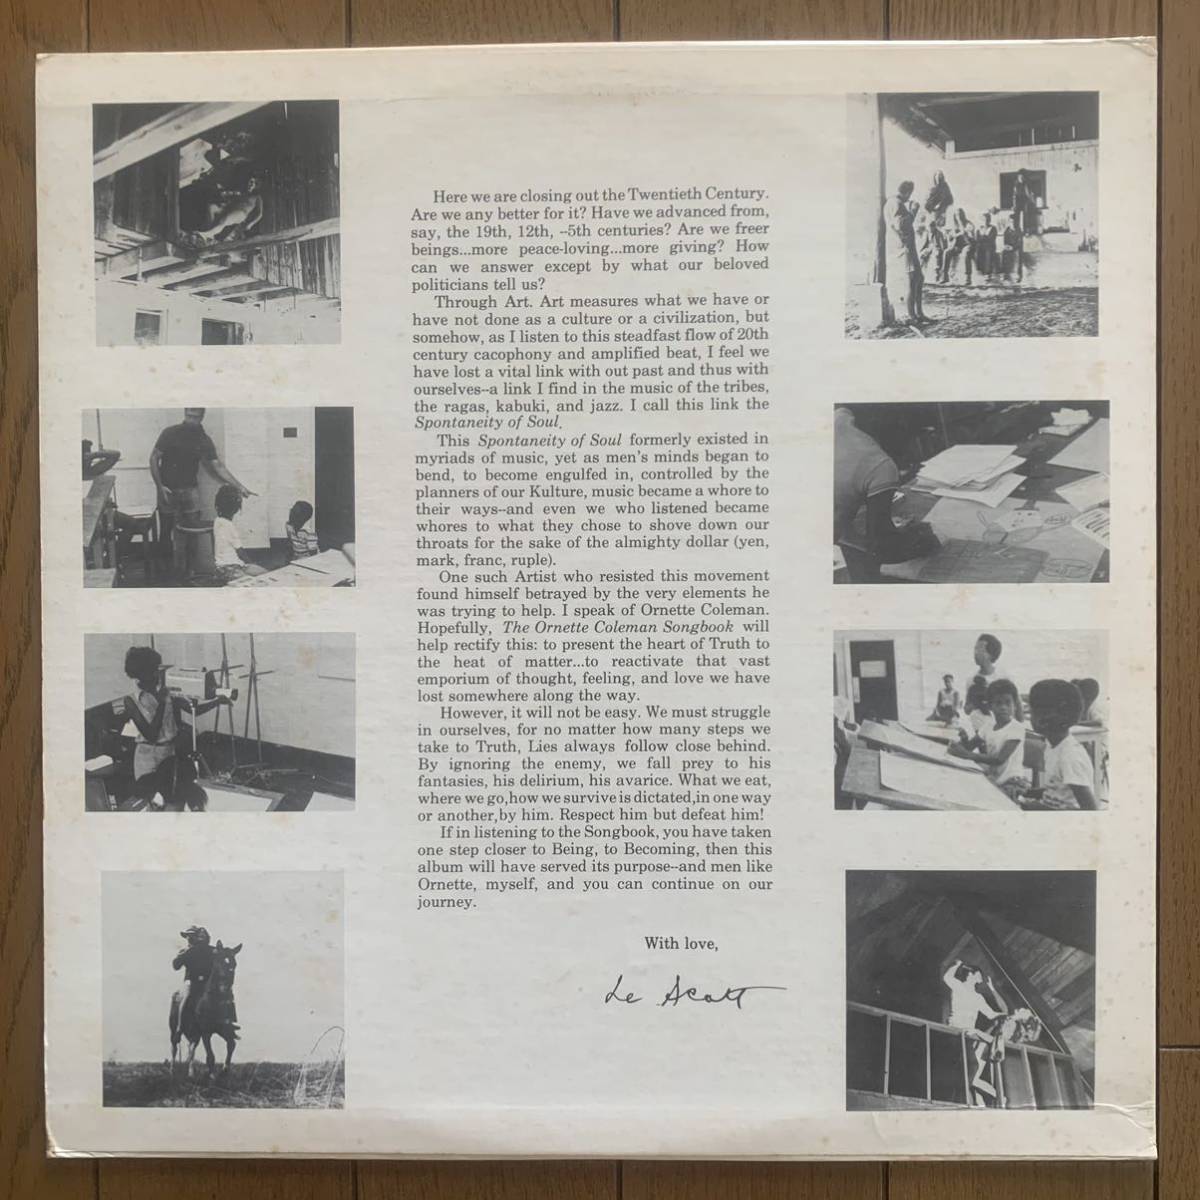 Here we are closing out the Twentieth Century.
Are we any better for it? Have we advanced from,
say, the 19th, 12th, --5th centuries? Are we freer
beings...more peace-loving...more giving? How
can we answer except by what our beloved
politicians tell us?
Through Art. Art measures what we have or
have not done as a culture or a civilization, but
somehow, as I listen to this steadfast flow of 20th
century cacophony and amplified beat, I feel we
have lost a vital link with out past and thus with
ourselves--a link I find in the music of the tribes,
the ragas, kabuki, and jazz. I call this link the
Spontaneity of Soul.
This Spontaneity of Soul formerly existed in
myriads of music, yet as men's minds began to
bend, to become engulfed in, controlled by the
planners of our Kulture, music became a whore to
their ways--and even we who listened became
whores to what they chose to shove down our
throats for the sake of the almighty dollar (yen,
mark, franc, ruple).
One such Artist who resisted this movement
found himself betrayed by the very elements he
was trying to help. I speak of Ornette Coleman.
Hopefully, The Ornette Coleman Songbook will
help rectify this: to present the heart of Truth to
the heat of matter...to reactivate that vast
emporium of thought, feeling, and love we have
lost somewhere along the way.
However, it will not be easy. We must struggle
in ourselves, for no matter how many steps we
take to Truth, Lies always follow close behind.
By ignoring the enemy, we fall prey to his
fantasies, his delirium, his avarice. What we eat,
where we go,how we survive is dictated,in one way
or another,by him. Respect him but defeat him!
If in listening to the Songbook, you have taken
one step closer to Being, to Becoming, then this
album will have served its purpose--and men like
Ornette, myself, and you can continue on our
journey.
With love,
Le Scott